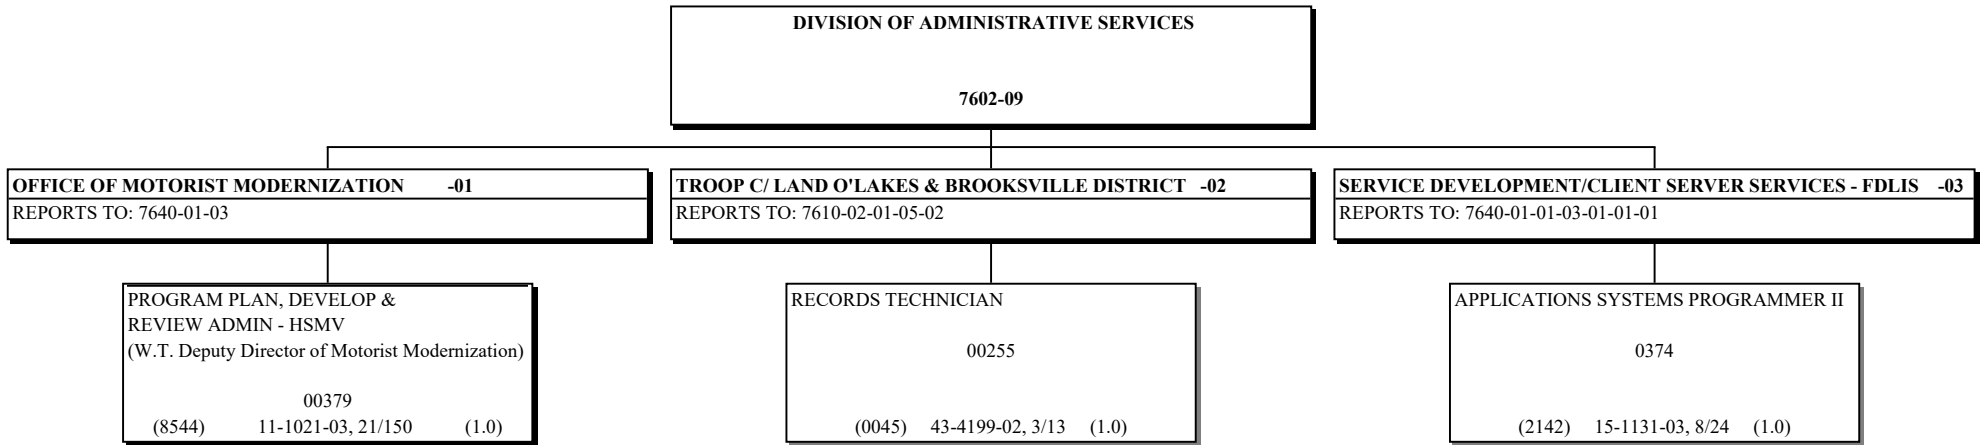 DIVISION OF ADMINISTRATIVE SERVICES
7602-09
OFFICE OF MOTORIST MODERNIZATION -01
REPORTS TO: 7640-01-03
TROOP C/ LAND O'LAKES & BROOKSVILLE DISTRICT -02
REPORTS TO: 7610-02-01-05-02
SERVICE DEVELOPMENT/CLIENT SERVER SERVICES - FDLIS -03
REPORTS TO: 7640-01-01-03-01-01-01
PROGRAM PLAN, DEVELOP &
REVIEW ADMIN - HSMV
(W.T. Deputy Director of Motorist Modernization)
00379
(8544) 11-1021-03, 21/150 (1.0)
RECORDS TECHNICIAN
00255
(0045) 43-4199-02, 3/13 (1.0)
APPLICATIONS SYSTEMS PROGRAMMER II
0374
(2142) 15-1131-03, 8/24 (1.0)